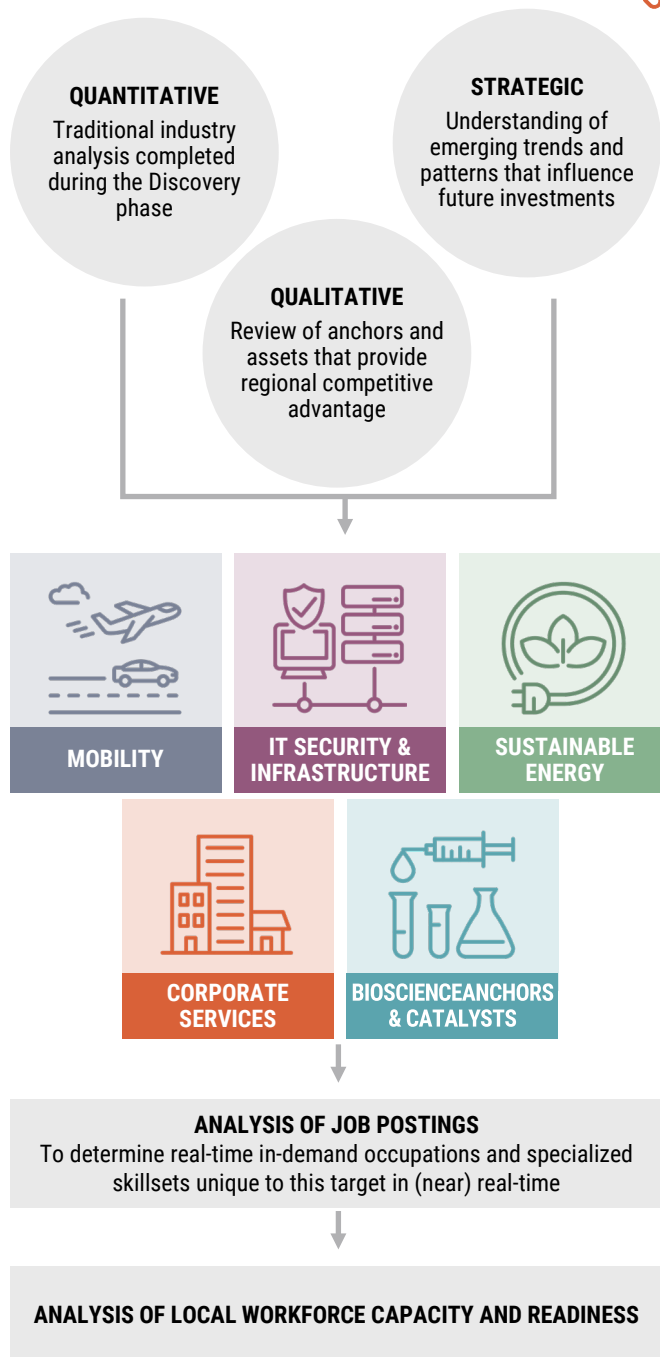 QUANTITATIVE
Traditional industry
analysis completed
during the Discovery
phase
STRATEGIC
Understanding of
emerging trends and
patterns that influence
future investments
QUALITATIVE
Review of anchors and
assets that provide
regional competitive
advantage
MOBILITY
IT SECURITY &
INFRASTRUCTURE
SUSTAINABLE
ENERGY
CORPORATE
SERVICES
BIOSCIENCEANCHORS
& CATALYSTS
ANALYSIS OF JOB POSTINGS
To determine real-time in-demand occupations and specialized
skillsets unique to this target in (near) real-time
ANALYSIS OF LOCAL WORKFORCE CAPACITY AND READINESS